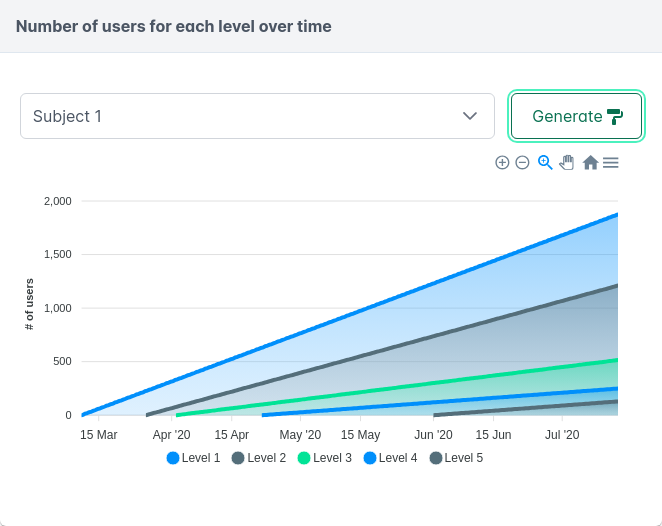 Number of users for each level over time
Subject 1
Generate
2,000
1,500
1,000
500
0
# of users
15 Mar Apr '20 15 Apr May '20 15 May Jun '20 15 Jun Jul '20
Level 1 Level 2 Level 3 Level 4 Level 5